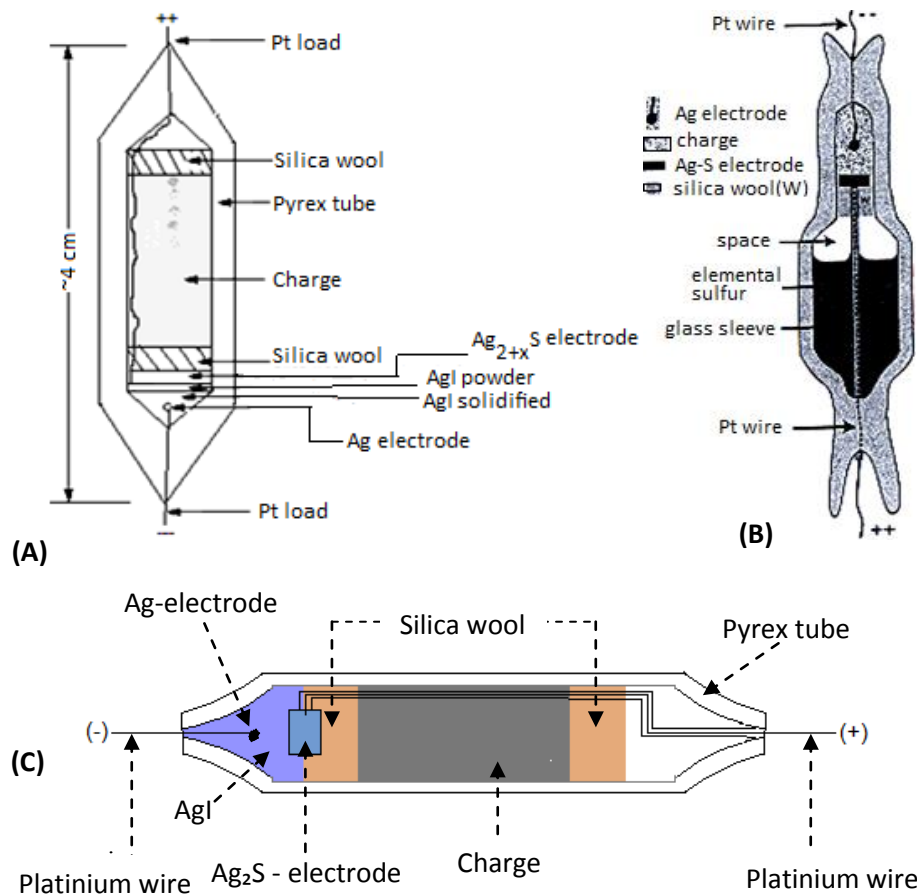 ++
Pt load
Silica wool
Pyrex tube
~4 cm
Charge
Silica wool
Ag2+xS electrode
AgI powder
AgI solidified
Ag electrode
Pt load
—
(A)
Pt wire
--
Ag electrode
charge
Ag-S electrode
silica wool(W)
W
space
elemental
sulfur
glass sleeve
Pt wire
++
(B)
Ag-electrode
Silica wool
Pyrex tube
(-)
(+)
(C)
AgI
Platinium wire
Ag₂S - electrode
Charge
Platinium wire